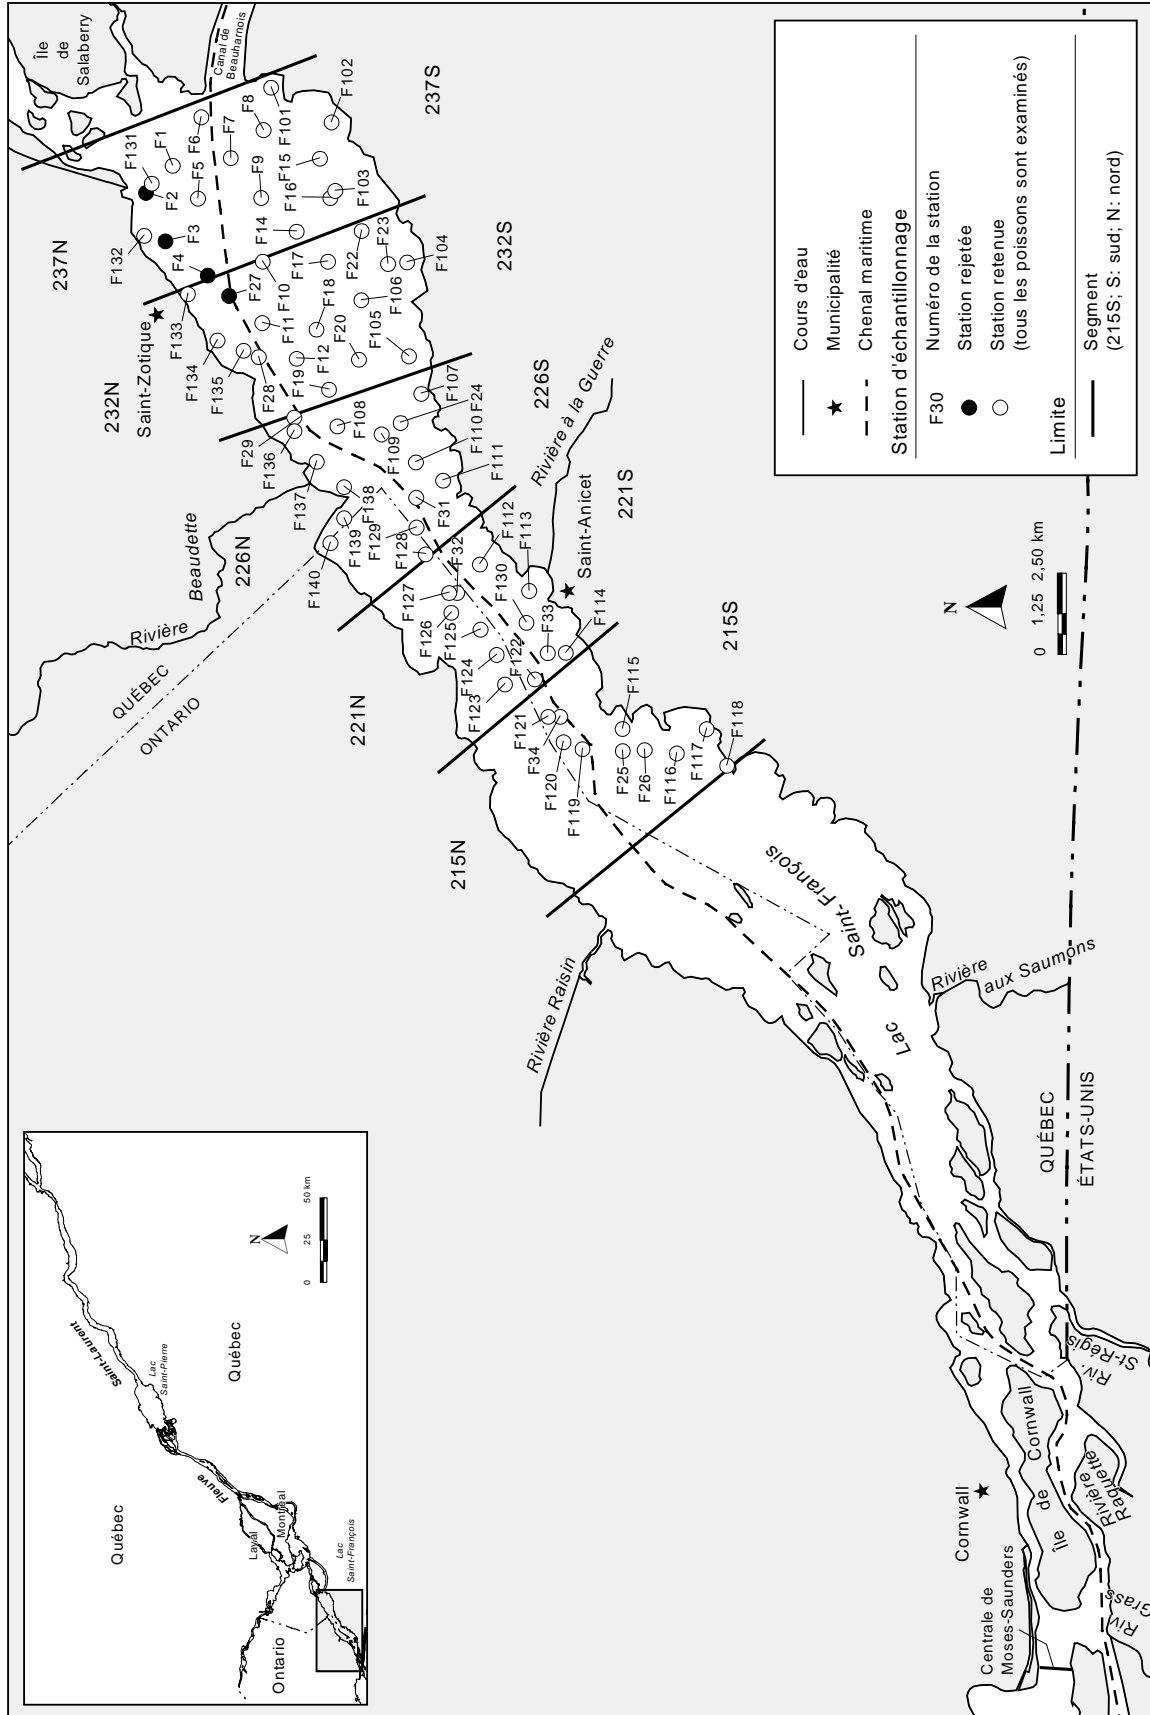 Île
de
Salaberry
Canal de
Beauharnois
237N
237S
232N
232S
226N
226S
221N
221S
215N
215S
Saint-Zotique
Saint-Anicet
Rivière à la Guerre
Rivière
Beaudette
QUÉBEC
ONTARIO
Rivière Raisin
Lac
Saint-François
Rivière
aux Saumons
QUÉBEC
ÉTATS-UNIS
Riv.
St-Régis
Rivière
Raquette
Riv.
Grass
Île
de
Cornwall
Cornwall
Centrale de
Moses-Saunders
F131
F1
F2
F5
F6
F7
F8
F101
F102
F9
F15
F16
F103
F132
F3
F4
F14
F133
F27
F10
F17
F22
F23
F104
F134
F135
F28
F11
F18
F12
F19
F20
F105
F106
F29
F136
F108
F107
F24
F109
F110
F111
F137
F138
F139
F140
F129
F128
F31
F32
F112
F113
F127
F126
F125
F124
F123
F122
F130
F33
F114
F121
F34
F120
F119
F115
F25
F26
F116
F117
F118
N
0 1,25 2,50 km
Cours d'eau
Municipalité
Chenal maritime
Station d'échantillonnage
F30
Numéro de la station
Station rejetée
Station retenue
(tous les poissons sont examinés)
Limite
Segment
(215S; S: sud; N: nord)
Québec
Québec
Ontario
Fleuve
Saint-Laurent
Lac
Saint-Pierre
Laval
Montréal
Lac
Saint-François
N
0 25 50 km